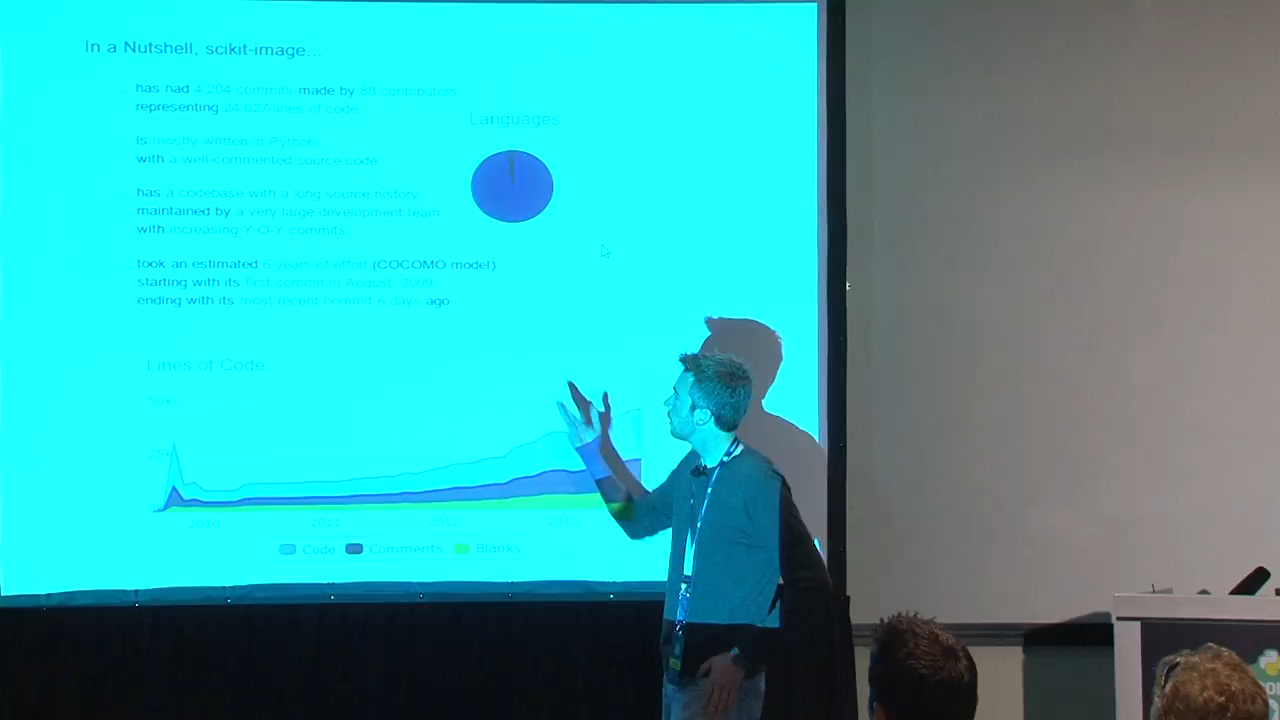 In a Nutshell, scikit-image...
...has had 4,204 commits made by 88 contributors
representing 24,027 lines of code
...is mostly written in Python
with a well-commented source code
...has a codebase with a long source history
maintained by a very large development team
with increasing Y-O-Y commits
...took an estimated 6 years of effort (COCOMO model)
starting with its first commit in August, 2009
ending with its most recent commit 6 days ago
Languages
Lines of Code
50k
25k
2010 2011 2012 2013
Code Comments Blanks